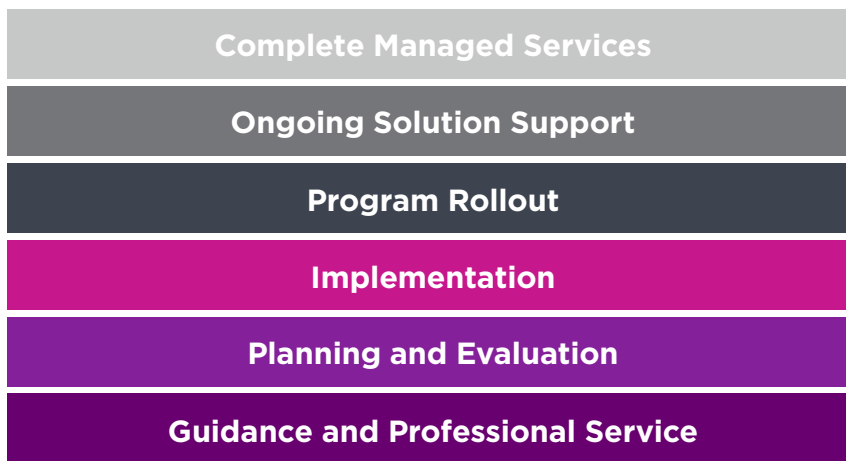 Complete Managed Services
Ongoing Solution Support
Program Rollout
Implementation
Planning and Evaluation
Guidance and Professional Service